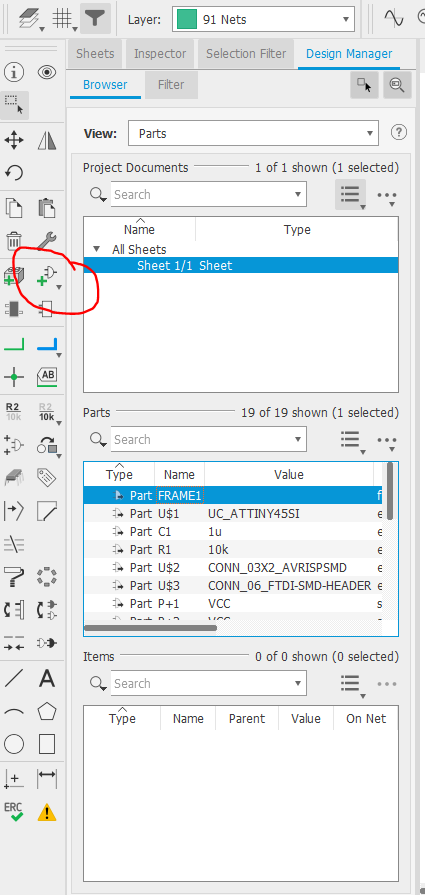 Layer: 91 Nets
Sheets Inspector Selection Filter Design Manager
Browser Filter
View: Parts
Project Documents 1 of 1 shown (1 selected)
Search
Name Type
All Sheets
Sheet 1/1 Sheet
Parts 19 of 19 shown (1 selected)
Search
Type Name Value
Part FRAME1 f
Part U$1 UC_ATTINY45SI e
Part C1 1u e
Part R1 10k e
Part U$2 CONN_03X2_AVRISPSMD e
Part U$3 CONN_06_FTDI-SMD-HEADER e
Part P+1 VCC s
Part P+2 VCC s
Items 0 of 0 shown (0 selected)
Search
Type Name Parent Value On Net
AB
R2 R2
10k 10k
A
ERC